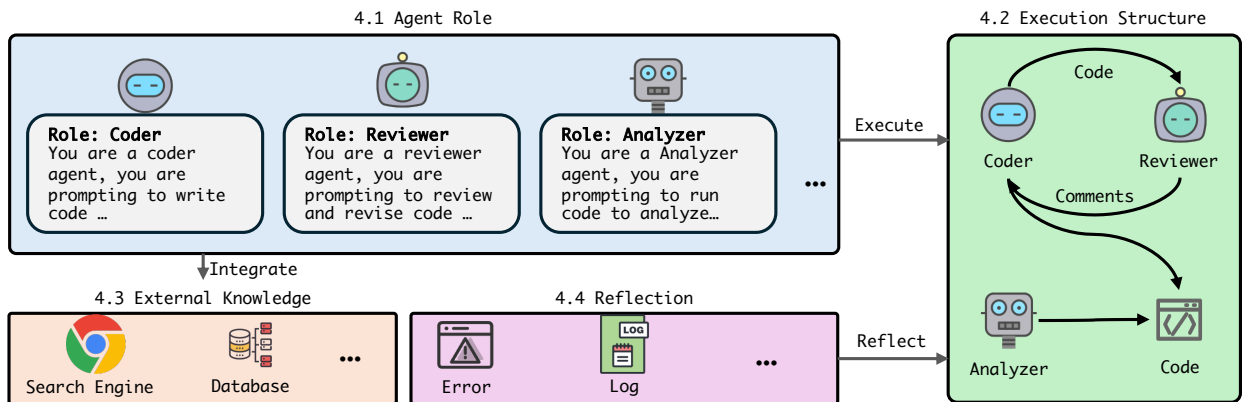 4.1 Agent Role
Role: Coder
You are a coder
agent, you are
prompting to write
code …
Role: Reviewer
You are a reviewer
agent, you are
prompting to review
and revise code …
Role: Analyzer
You are a Analyzer
agent, you are
prompting to run
code to analyze…
...
Execute
4.2 Execution Structure
Code
Coder
Reviewer
Comments
Analyzer
Code
Integrate
4.3 External Knowledge
Search Engine
Database
...
4.4 Reflection
Error
LOG
Log
...
Reflect